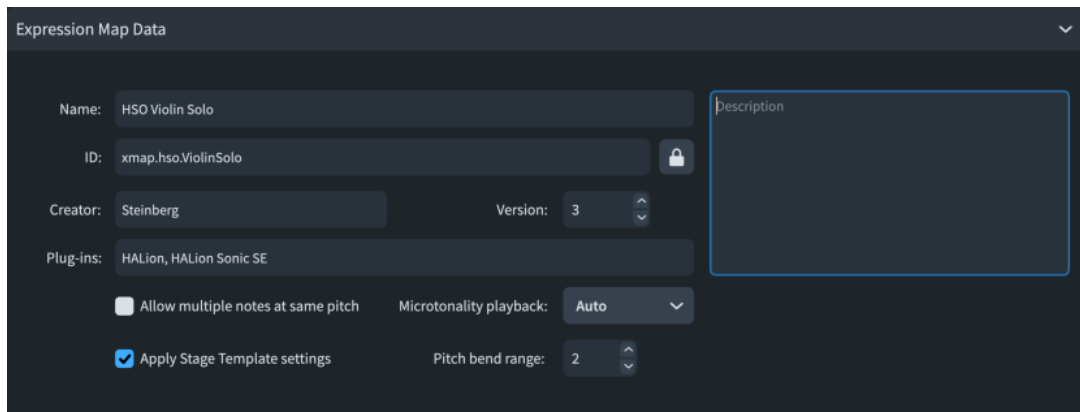 Expression Map Data
Name: HSO Violin Solo
Description
ID: xmap.hso.ViolinSolo
Creator: Steinberg Version: 3
Plug-ins: HALion, HALion Sonic SE
Allow multiple notes at same pitch Microtonality playback: Auto
Apply Stage Template settings Pitch bend range: 2